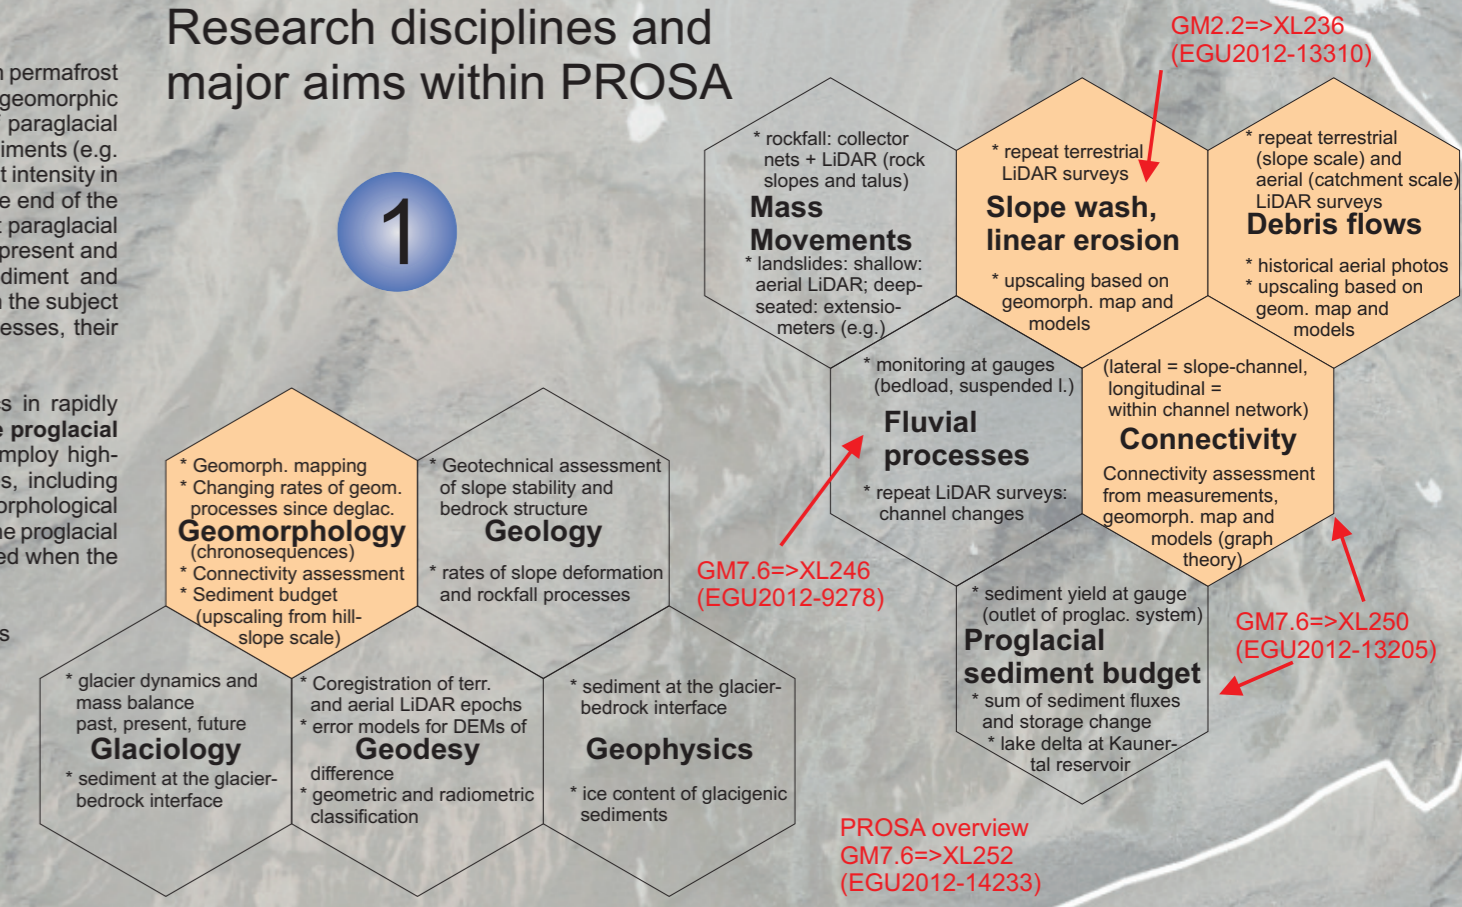 Research disciplines and
major aims within PROSA
1
permafrost
geomorphic
paraglacial
iments (e.g.
t intensity in
e end of the
t paraglacial
present and
diment and
n the subject
esses, their
s in rapidly
e proglacial
mploy high-
s, including
orphological
he proglacial
ed when the
s
GM2.2=>XL236
(EGU2012-13310)
* rockfall: collector
nets + LiDAR (rock
slopes and talus)
Mass
Movements
* landslides: shallow:
aerial LiDAR; deep-
seated: extensio-
meters (e.g.)
* repeat terrestrial
LiDAR surveys
Slope wash,
linear erosion
* upscaling based on
geomorph. map and
models
* repeat terrestrial
(slope scale) and
aerial (catchment scale)
LiDAR surveys
Debris flows
* historical aerial photos
* upscaling based on
geom. map and
models
* monitoring at gauges
(bedload, suspended l.)
Fluvial
processes
* repeat LiDAR surveys:
channel changes
(lateral = slope-channel,
longitudinal =
within channel network)
Connectivity
Connectivity assessment
from measurements,
geomorph. map and
models (graph
theory)
GM7.6=>XL246
(EGU2012-9278)
* sediment yield at gauge
(outlet of proglac. system)
Proglacial
sediment budget
* sum of sediment fluxes
and storage change
* lake delta at Kauner-
tal reservoir
GM7.6=>XL250
(EGU2012-13205)
* Geomorph. mapping
* Changing rates of geom.
processes since deglac.
Geomorphology
(chronosequences)
* Connectivity assessment
* Sediment budget
(upscaling from hill-
slope scale)
* Geotechnical assessment
of slope stability and
bedrock structure
Geology
* rates of slope deformation
and rockfall processes
* glacier dynamics and
mass balance
past, present, future
Glaciology
* sediment at the glacier-
bedrock interface
* Coregistration of terr.
and aerial LiDAR epochs
* error models for DEMs of
Geodesy
difference
* geometric and radiometric
classification
* sediment at the glacier-
bedrock interface
Geophysics
* ice content of glacigenic
sediments
PROSA overview
GM7.6=>XL252
(EGU2012-14233)